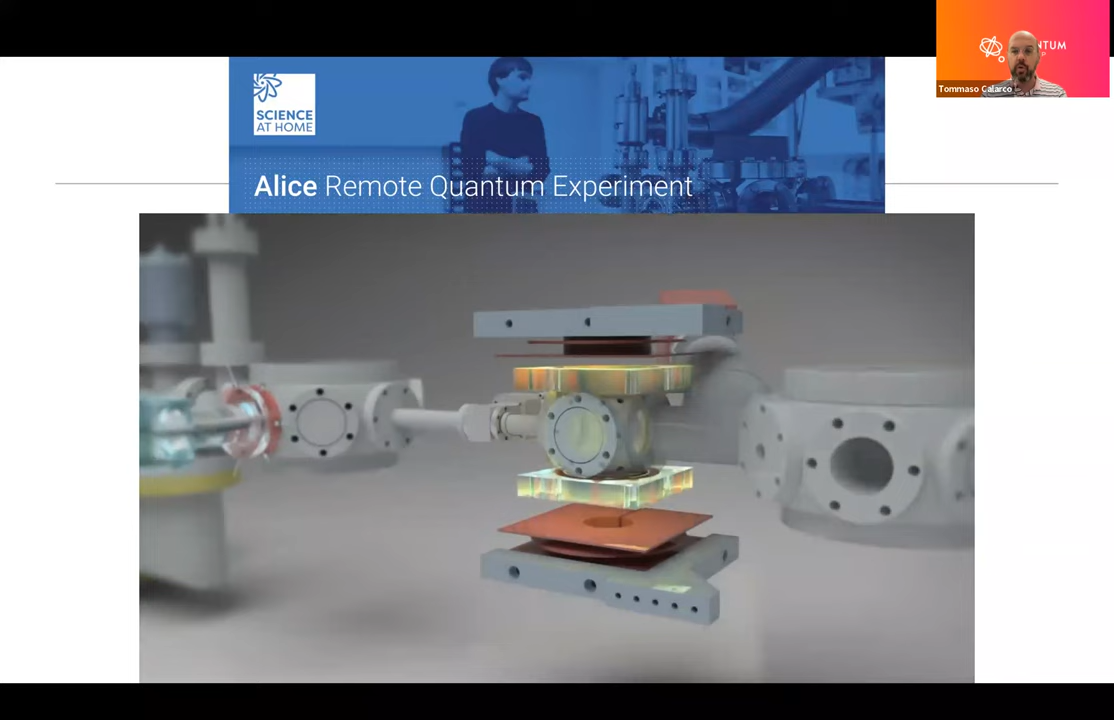 SCIENCE
AT HOME
Alice Remote Quantum Experiment
Tommaso Calarco